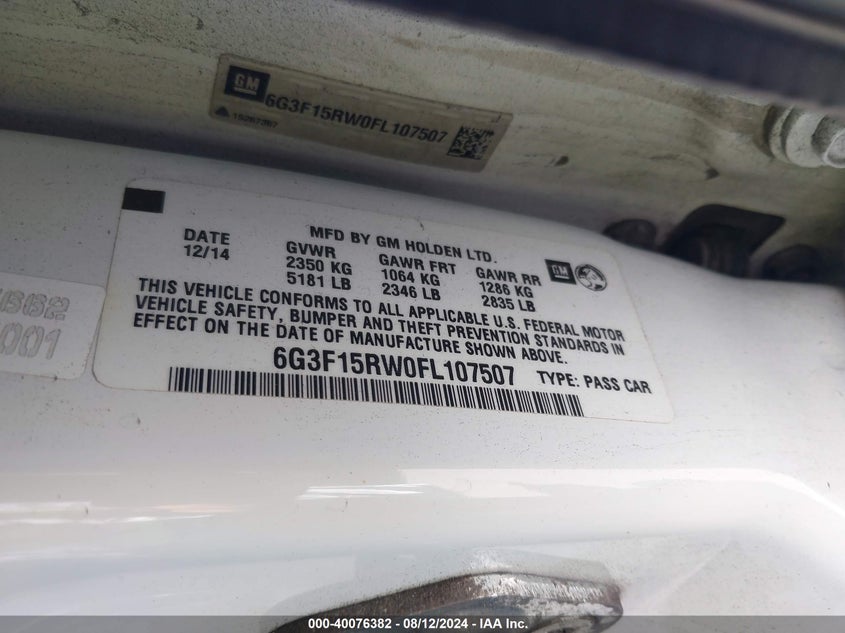 GM
6G3F15RW0FL107507
19267367
DATE
12/14
MFD BY GM HOLDEN LTD.
GVWR GAWR FRT GAWR RR
2350 KG 1064 KG 1286 KG
5181 LB 2346 LB 2835 LB
GM
THIS VEHICLE CONFORMS TO ALL APPLICABLE U.S. FEDERAL MOTOR
VEHICLE SAFETY, BUMPER AND THEFT PREVENTION STANDARDS IN
EFFECT ON THE DATE OF MANUFACTURE SHOWN ABOVE.
6G3F15RW0FL107507 TYPE: PASS CAR
001
000-40076382 - 08/12/2024 - IAA Inc.